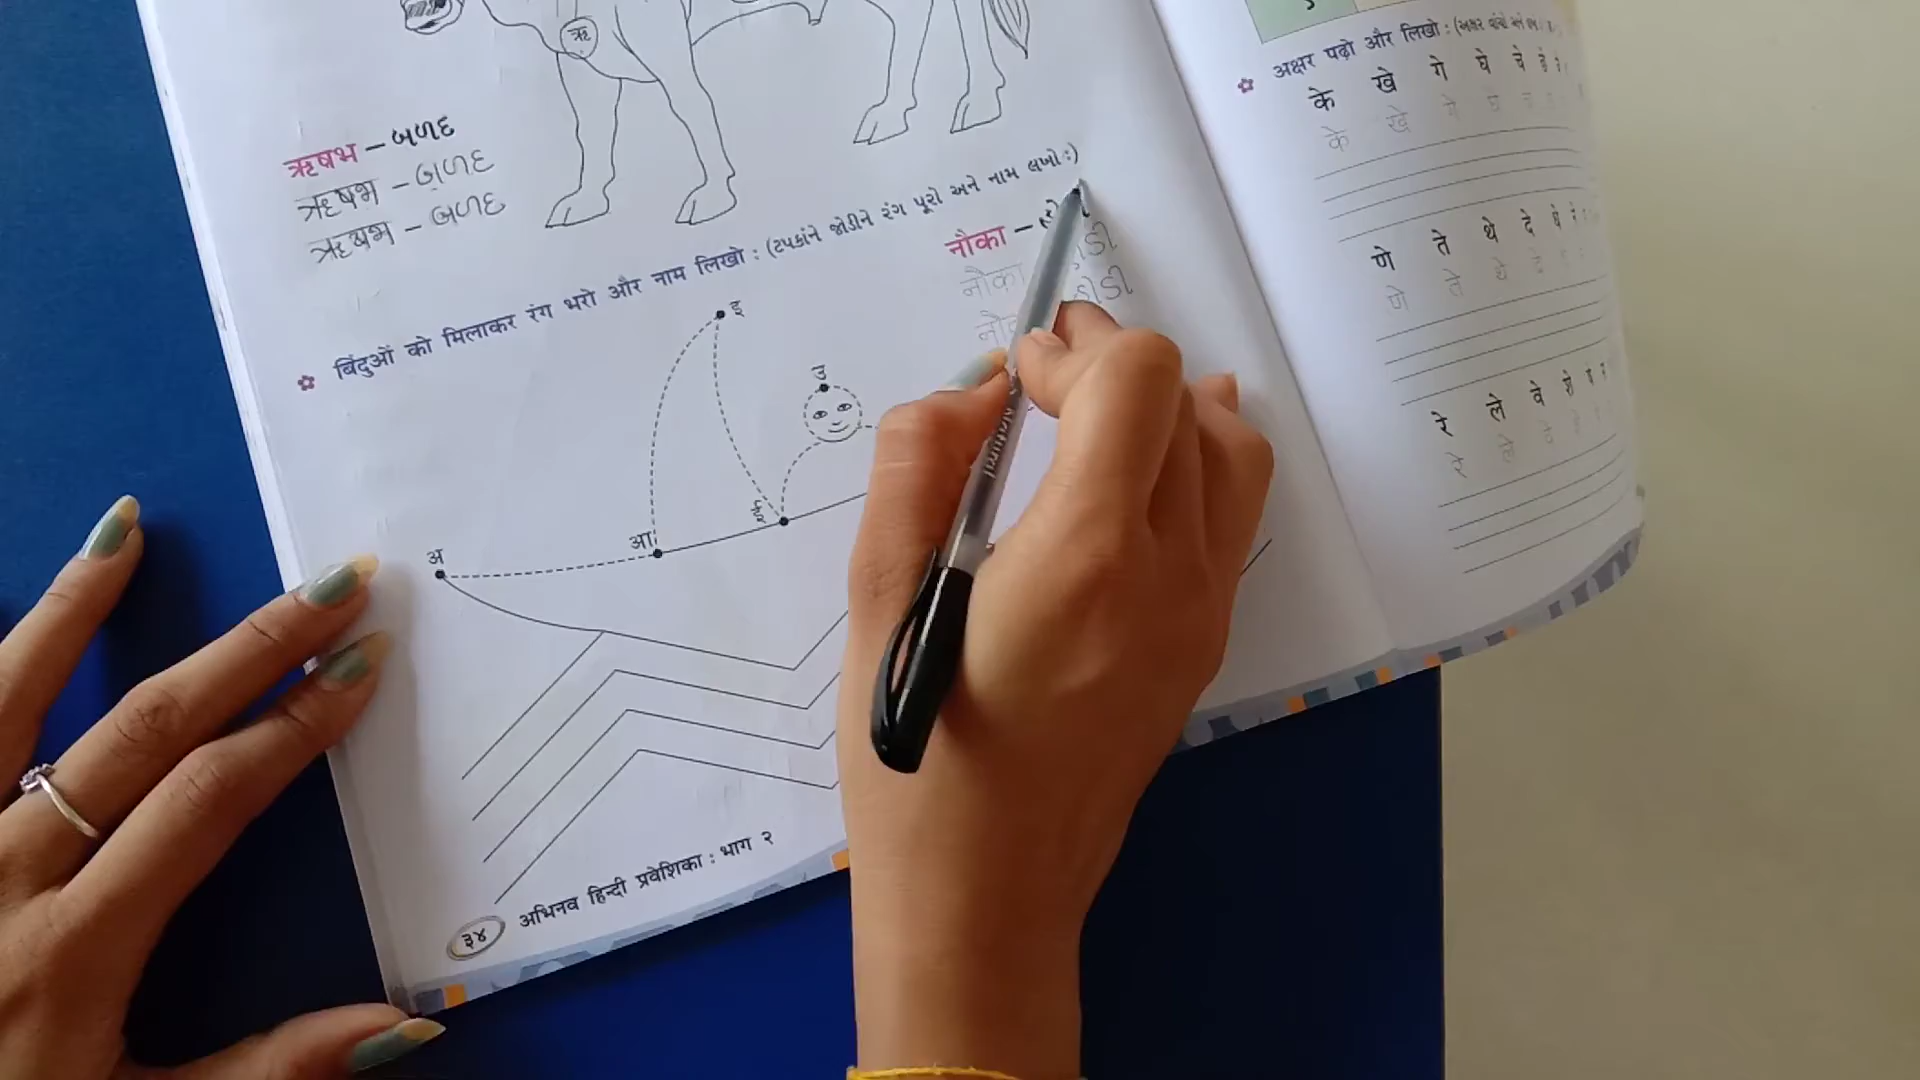 ऋ
ऋषभ – બળદ
ऋषभ – બળદ
ऋषभ – બળદ
बिंदुओं को मिलाकर रंग भरो और नाम लिखो : (ટપકાંને જોડીને રંગ પૂરો અને નામ લખો :)
नौका –
नौका
इ
उ
ई
आ
अ
३४
अभिनव हिन्दी प्रवेशिका : भाग २
अक्षर पढ़ो और लिखो :
के खे गे घे चे
के खे गे घे
णे ते थे दे धे
णे ते थे दे
रे ले वे शे
रे ले वे